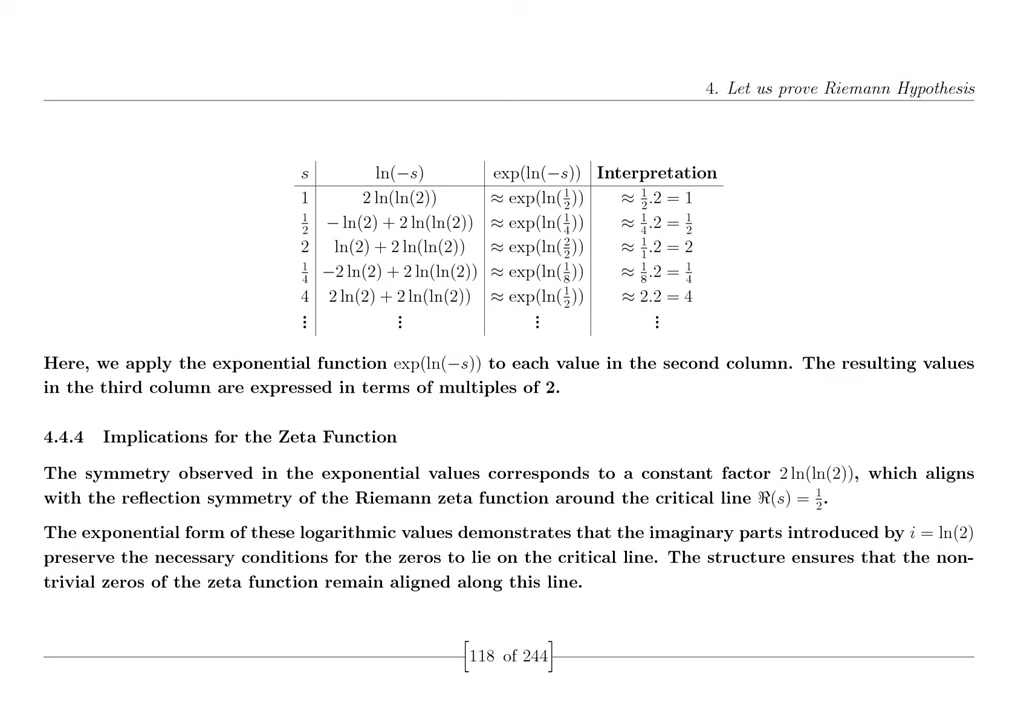 4. Let us prove Riemann Hypothesis
s ln(−s) exp(ln(−s)) Interpretation
1 2 ln(ln(2)) ≈ exp(ln(1/2)) ≈ 1/2.2 = 1
1/2 − ln(2) + 2 ln(ln(2)) ≈ exp(ln(1/4)) ≈ 1/4.2 = 1/2
2 ln(2) + 2 ln(ln(2)) ≈ exp(ln(2/2)) ≈ 1/1.2 = 2
1/4 −2 ln(2) + 2 ln(ln(2)) ≈ exp(ln(1/8)) ≈ 1/8.2 = 1/4
4 2 ln(2) + 2 ln(ln(2)) ≈ exp(ln(1/2)) ≈ 2.2 = 4
⋮ ⋮ ⋮ ⋮
Here, we apply the exponential function exp(ln(−s)) to each value in the second column. The resulting values
in the third column are expressed in terms of multiples of 2.
4.4.4 Implications for the Zeta Function
The symmetry observed in the exponential values corresponds to a constant factor 2 ln(ln(2)), which aligns
with the reflection symmetry of the Riemann zeta function around the critical line ℜ(s) = 1/2.
The exponential form of these logarithmic values demonstrates that the imaginary parts introduced by i = ln(2)
preserve the necessary conditions for the zeros to lie on the critical line. The structure ensures that the non-
trivial zeros of the zeta function remain aligned along this line.
[118 of 244]